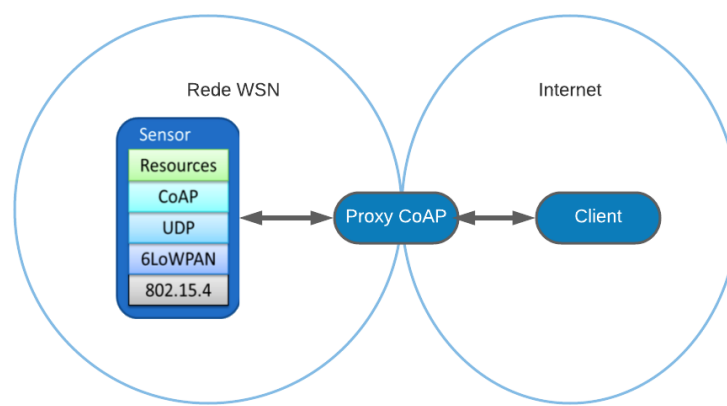 Rede WSN
Internet
Sensor
Resources
CoAP
UDP
6LoWPAN
802.15.4
Proxy CoAP
Client